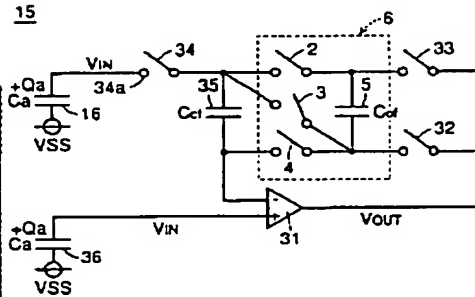 15
6
VIN
34
2
33
34a
+Qa
Ca
16
VSS
35
Cct
3
5
Cof
4
32
-
+
31
VOUT
VIN
+Qa
Ca
36
VSS